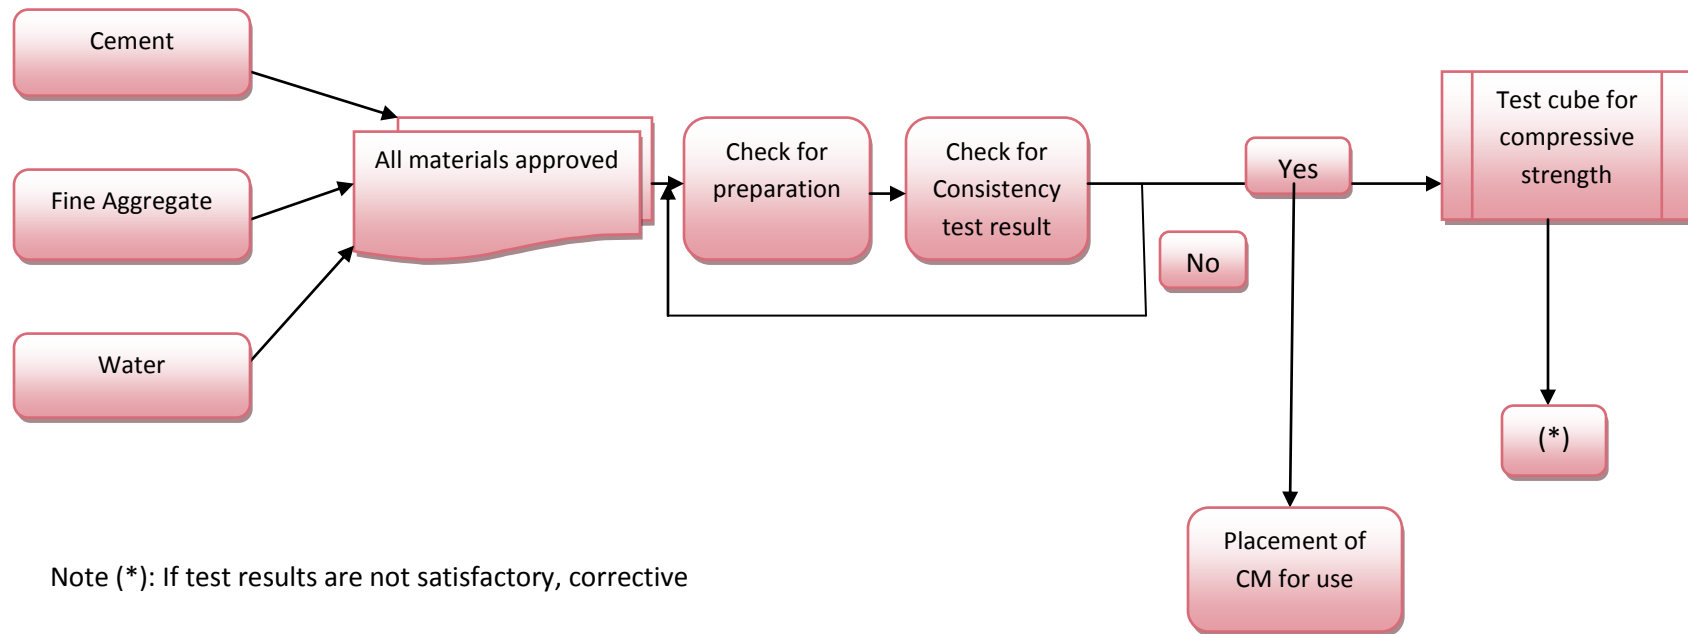 Cement
Fine Aggregate
Water
All materials approved
Check for
preparation
Check for
Consistency
test result
Yes
No
Test cube for
compressive
strength
(*)
Placement of
CM for use
Note (*): If test results are not satisfactory, corrective